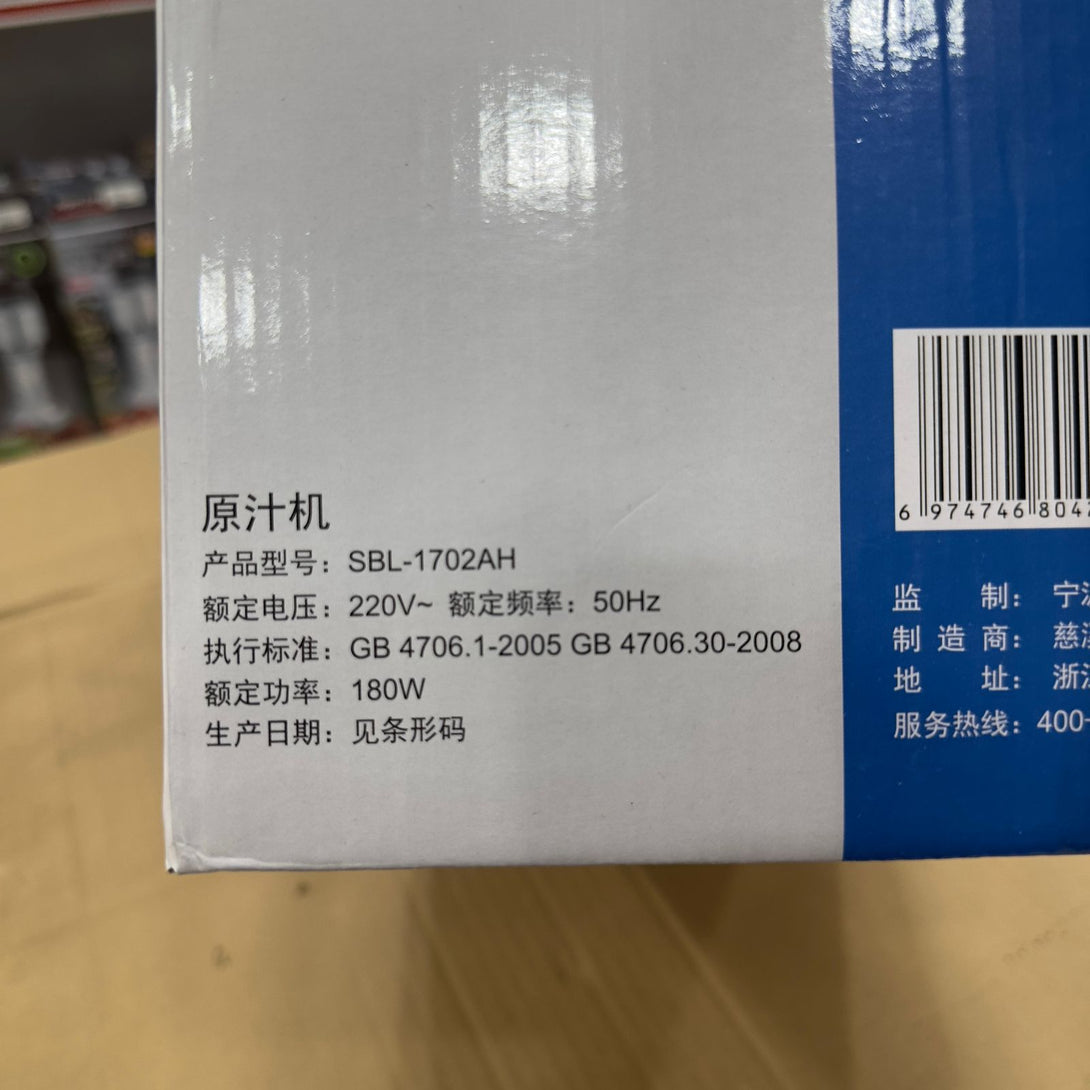 原汁机
产品型号：SBL-1702AH
额定电压：220V~ 额定频率：50Hz
执行标准：GB 4706.1-2005 GB 4706.30-2008
额定功率：180W
生产日期：见条形码
6 974746 804
监 制：宁
制造商：慈
地 址：浙
服务热线：400-